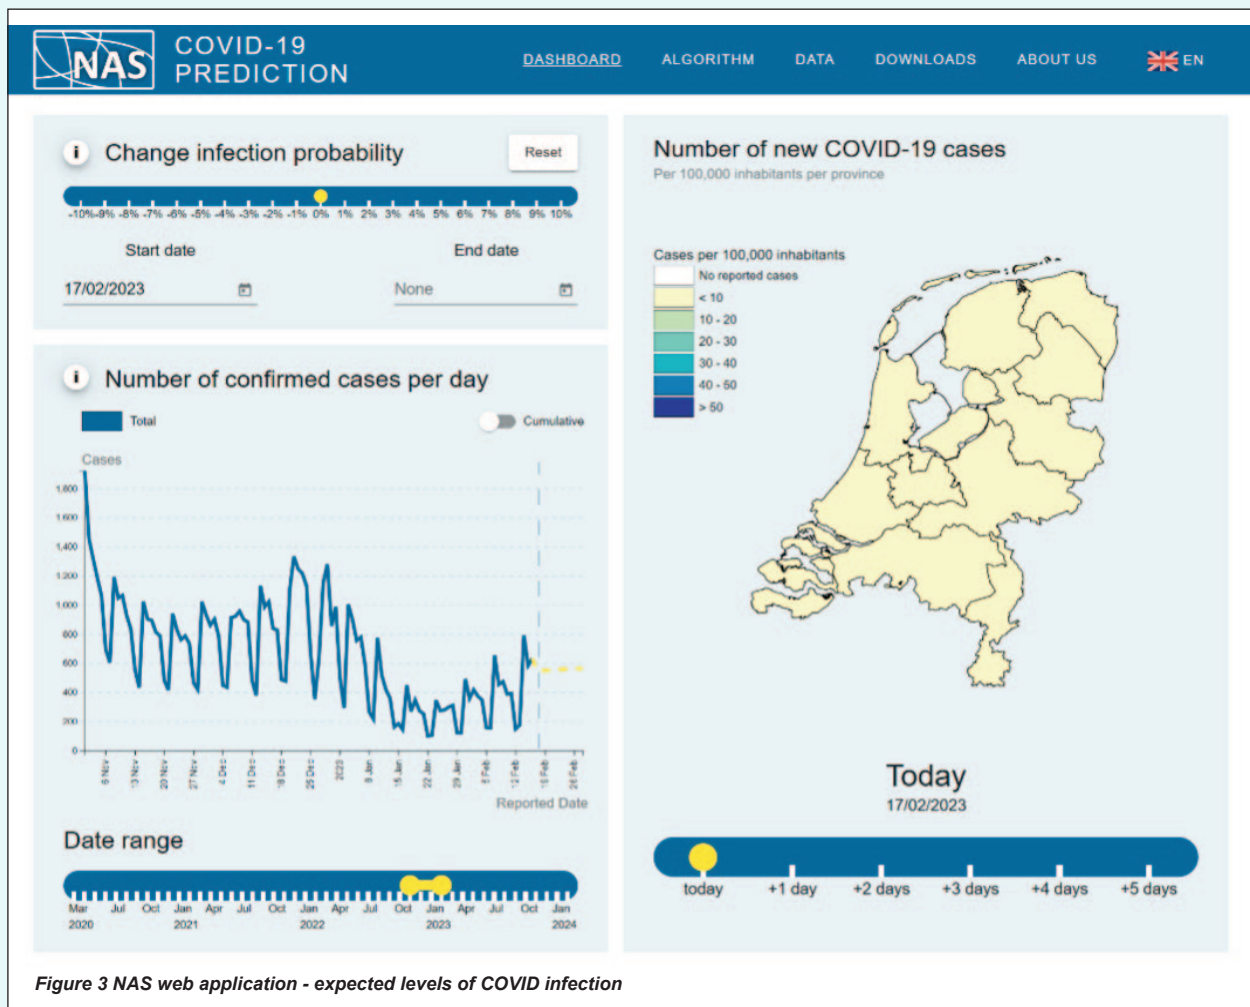 NAS
COVID-19
PREDICTION
DASHBOARD
ALGORITHM
DATA
DOWNLOADS
ABOUT US
EN
i
Change infection probability
Reset
-10% -9% -8% -7% -6% -5% -4% -3% -2% -1% 0% 1% 2% 3% 4% 5% 6% 7% 8% 9% 10%
Start date
End date
17/02/2023
None
i
Number of confirmed cases per day
Total
Cumulative
Cases
1,800
1,600
1,400
1,200
1,000
800
600
400
200
0
6 Nov
13 Nov
20 Nov
27 Nov
4 Dec
11 Dec
18 Dec
25 Dec
2023
8 Jan
15 Jan
22 Jan
29 Jan
5 Feb
12 Feb
19 Feb
26 Feb
Reported Date
Date range
Mar Jul Oct Jan Apr Jul Oct Jan Apr Jul Oct Jan Apr Jul Oct Jan
2020 2021 2022 2023 2024
Number of new COVID-19 cases
Per 100,000 inhabitants per province
Cases per 100,000 inhabitants
No reported cases
< 10
10 - 20
20 - 30
30 - 40
40 - 50
> 50
Today
17/02/2023
today +1 day +2 days +3 days +4 days +5 days
Figure 3 NAS web application - expected levels of COVID infection